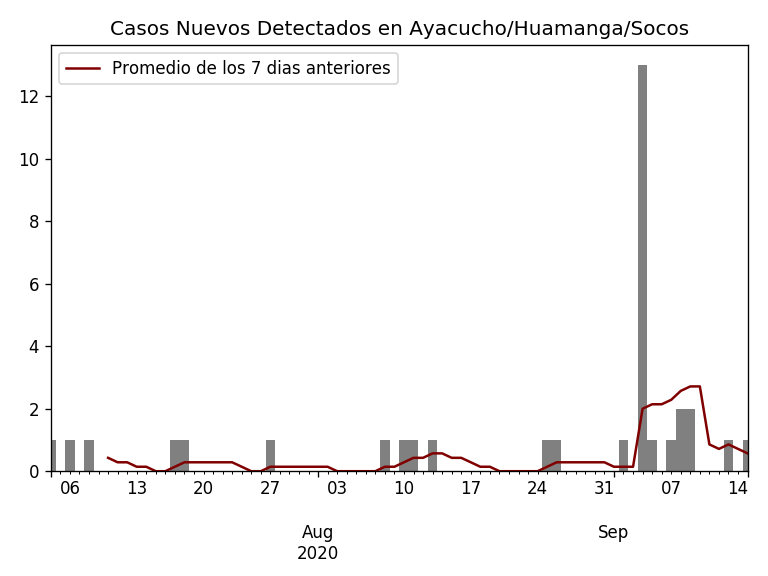 Casos Nuevos Detectados en Ayacucho/Huamanga/Socos
Promedio de los 7 dias anteriores
12
10
8
6
4
2
0
06 13 20 27 03 10 17 24 31 07 14
Aug Sep
2020